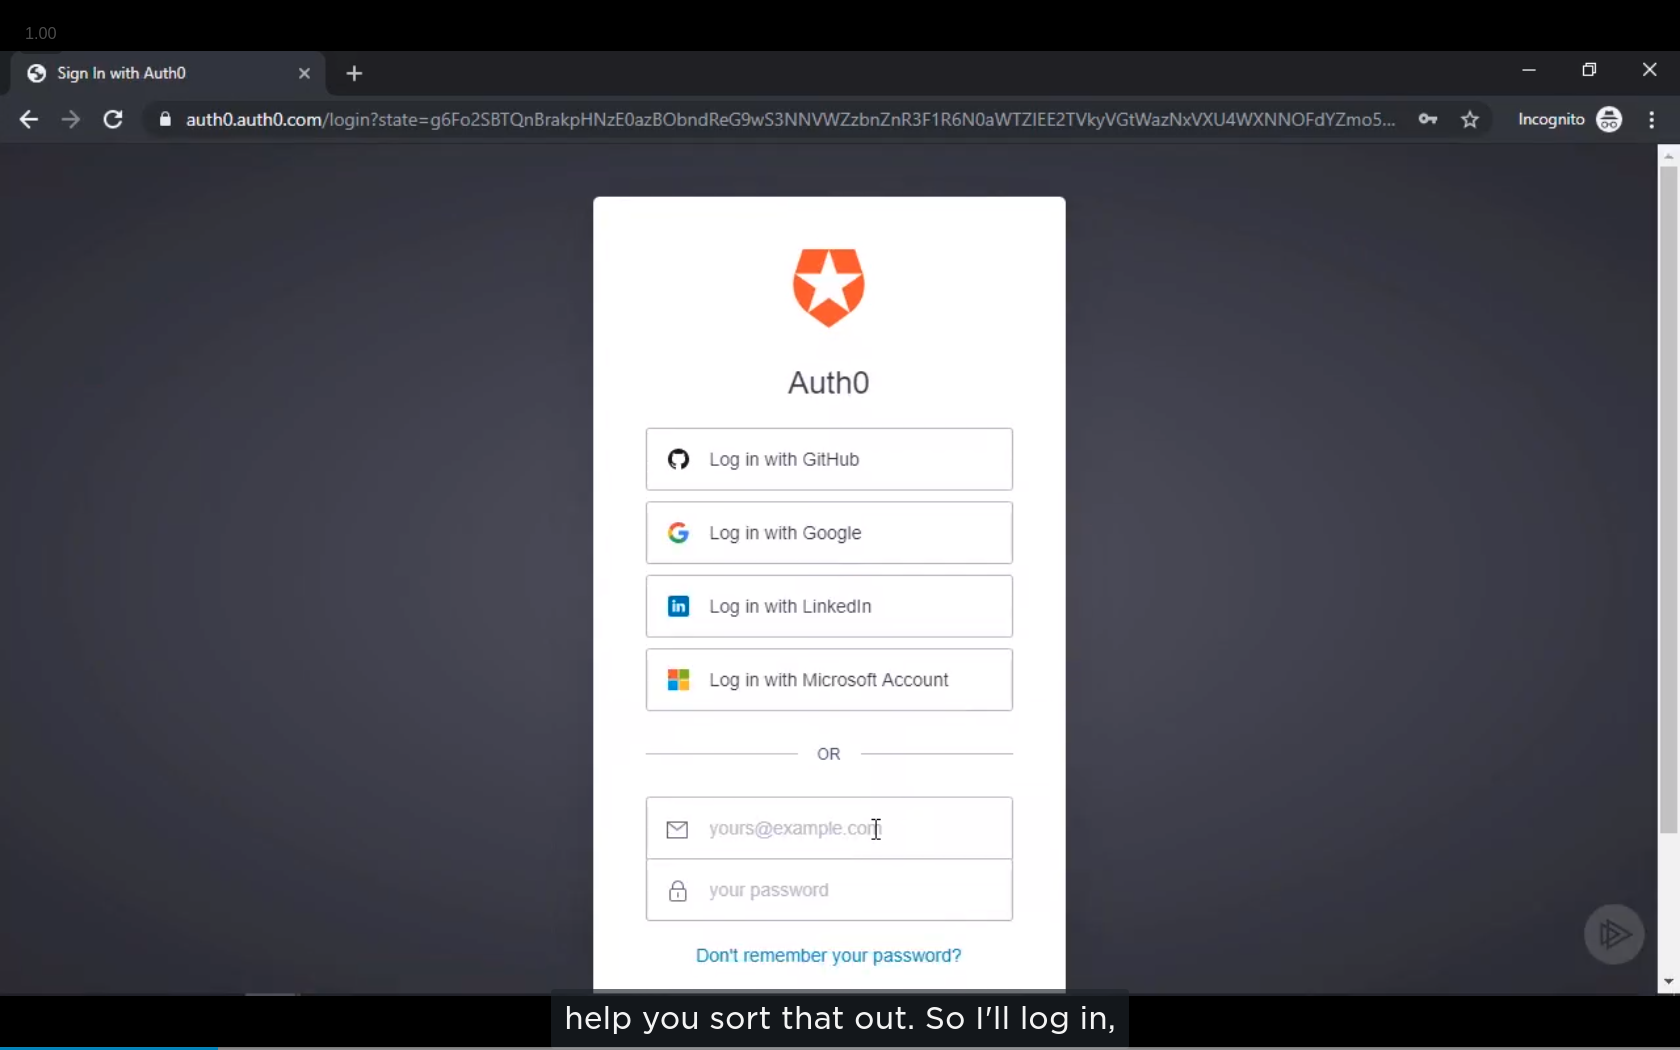 1.00
Sign In with Auth0
auth0.auth0.com/login?state=g6Fo2SBTQnBrakpHNzE0azBObndReG9wS3NNVWZzbnZnR3F1R6N0aWTZIEE2TVkyVGtWazNxVXU4WXNNOFdYZmo5...
Incognito
Auth0
Log in with GitHub
Log in with Google
Log in with LinkedIn
Log in with Microsoft Account
OR
yours@example.com
your password
Don't remember your password?
help you sort that out. So I'll log in,